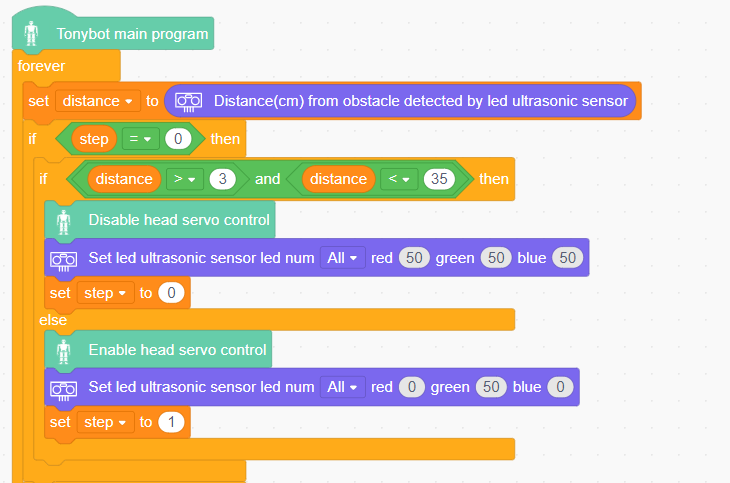 Tonybot main program
forever
set distance to Distance(cm) from obstacle detected by led ultrasonic sensor
if step = 0 then
if distance > 3 and distance < 35 then
Disable head servo control
Set led ultrasonic sensor led num All red 50 green 50 blue 50
set step to 0
else
Enable head servo control
Set led ultrasonic sensor led num All red 0 green 50 blue 0
set step to 1